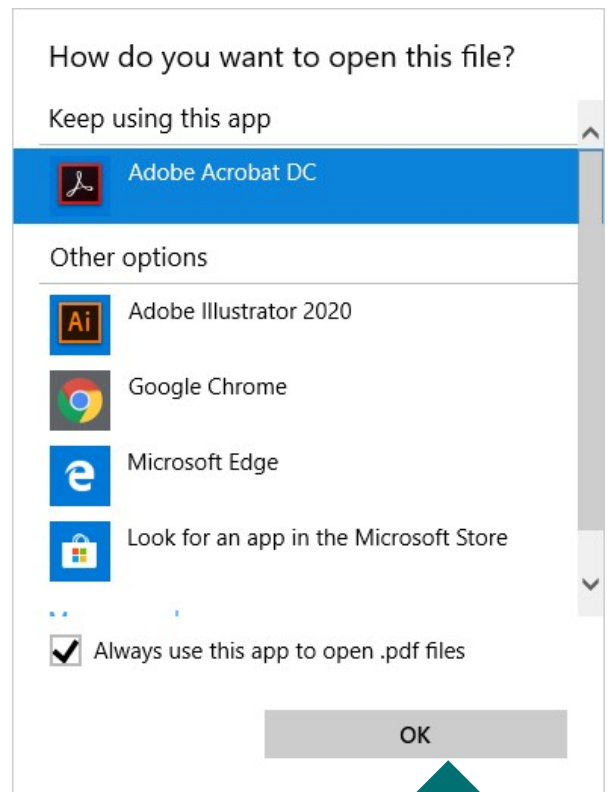 How do you want to open this file?
Keep using this app
Adobe Acrobat DC
Other options
Ai
Adobe Illustrator 2020
Google Chrome
Microsoft Edge
Look for an app in the Microsoft Store
Always use this app to open .pdf files
OK